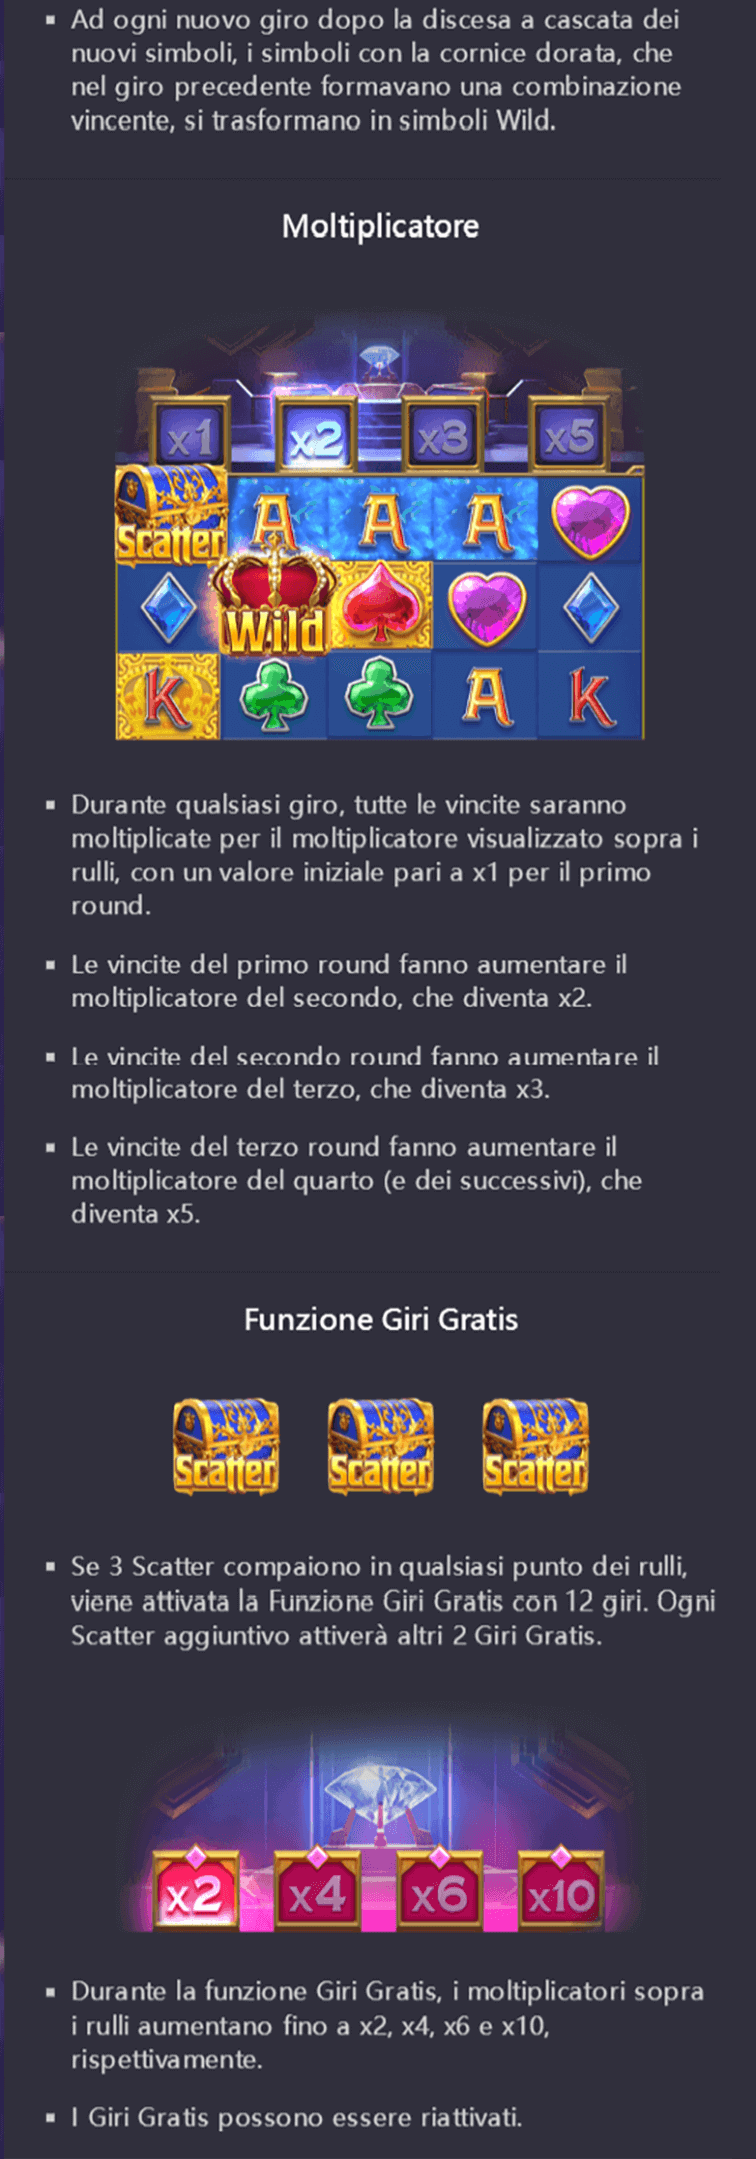 Ad ogni nuovo giro dopo la discesa a cascata dei
nuovi simboli, i simboli con la cornice dorata, che
nel giro precedente formavano una combinazione
vincente, si trasformano in simboli Wild.
Moltiplicatore
x1 x2 x3 x5
Scatter A A A
Wild
K A K
Durante qualsiasi giro, tutte le vincite saranno
moltiplicate per il moltiplicatore visualizzato sopra i
rulli, con un valore iniziale pari a x1 per il primo
round.
Le vincite del primo round fanno aumentare il
moltiplicatore del secondo, che diventa x2.
Le vincite del secondo round fanno aumentare il
moltiplicatore del terzo, che diventa x3.
Le vincite del terzo round fanno aumentare il
moltiplicatore del quarto (e dei successivi), che
diventa x5.
Funzione Giri Gratis
Scatter Scatter Scatter
Se 3 Scatter compaiono in qualsiasi punto dei rulli,
viene attivata la Funzione Giri Gratis con 12 giri. Ogni
Scatter aggiuntivo attiverà altri 2 Giri Gratis.
x2 x4 x6 x10
Durante la funzione Giri Gratis, i moltiplicatori sopra
i rulli aumentano fino a x2, x4, x6 e x10,
rispettivamente.
I Giri Gratis possono essere riattivati.